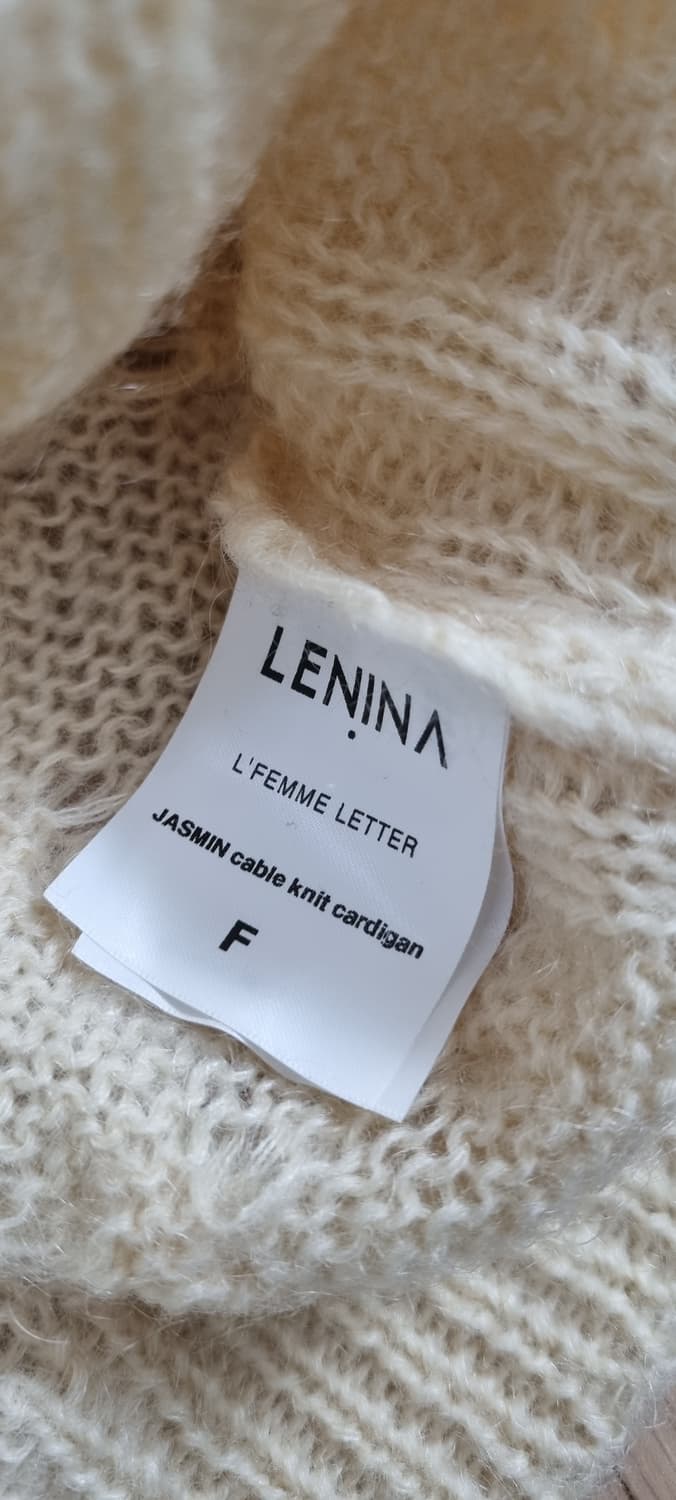 LENINA
L'FEMME LETTER
JASMIN cable knit cardigan
F